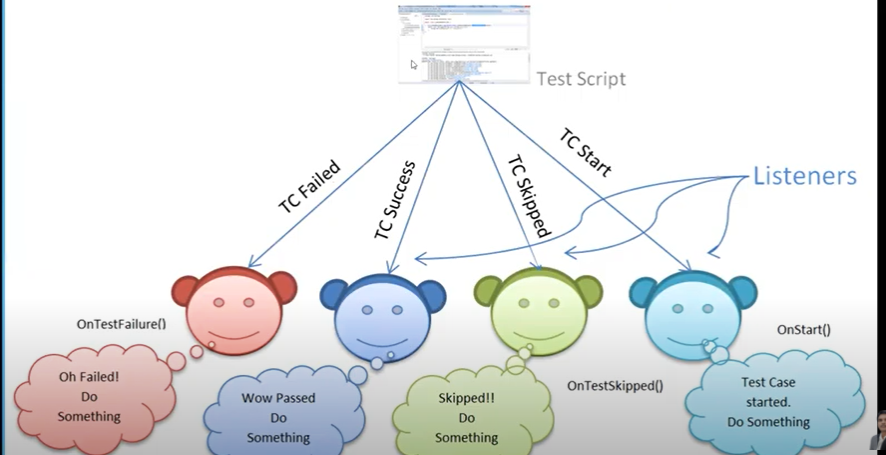 Test Script
TC Failed
TC Success
TC Skipped
TC Start
Listeners
OnTestFailure()
OnStart()
OnTestSkipped()
Oh Failed!
Do
Something
Wow Passed
Do
Something
Skipped!!
Do
Something
Test Case
started.
Do Something